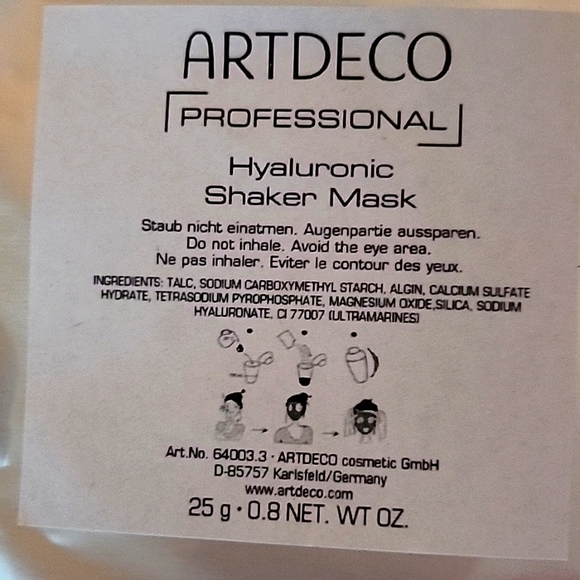 ARTDECO
PROFESSIONAL
Hyaluronic
Shaker Mask
Staub nicht einatmen. Augenpartie aussparen.
Do not inhale. Avoid the eye area.
Ne pas inhaler. Eviter le contour des yeux.
INGREDIENTS: TALC, SODIUM CARBOXYMETHYL STARCH, ALGIN, CALCIUM SULFATE
HYDRATE, TETRASODIUM PYROPHOSPHATE, MAGNESIUM OXIDE,SILICA, SODIUM
HYALURONATE, CI 77007 (ULTRAMARINES)
Art.No. 64003.3 · ARTDECO cosmetic GmbH
D-85757 Karlsfeld/Germany
www.artdeco.com
25 g · 0.8 NET. WT OZ.